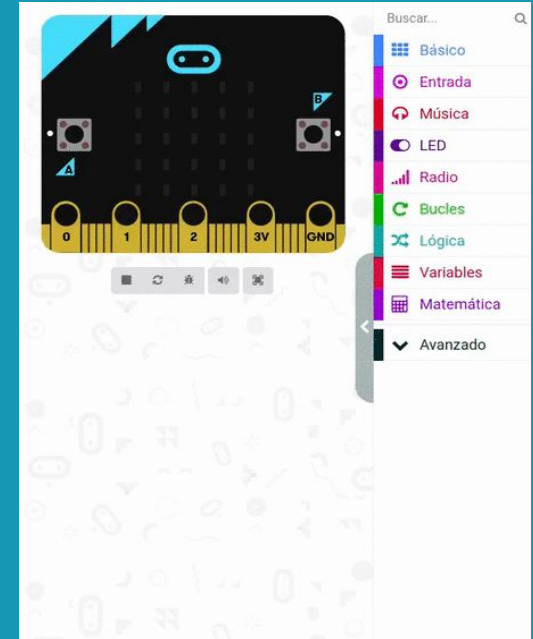 Buscar...
B
A
0 1 2 3V GND
Básico
Entrada
Música
LED
Radio
Bucles
Lógica
Variables
Matemática
Avanzado